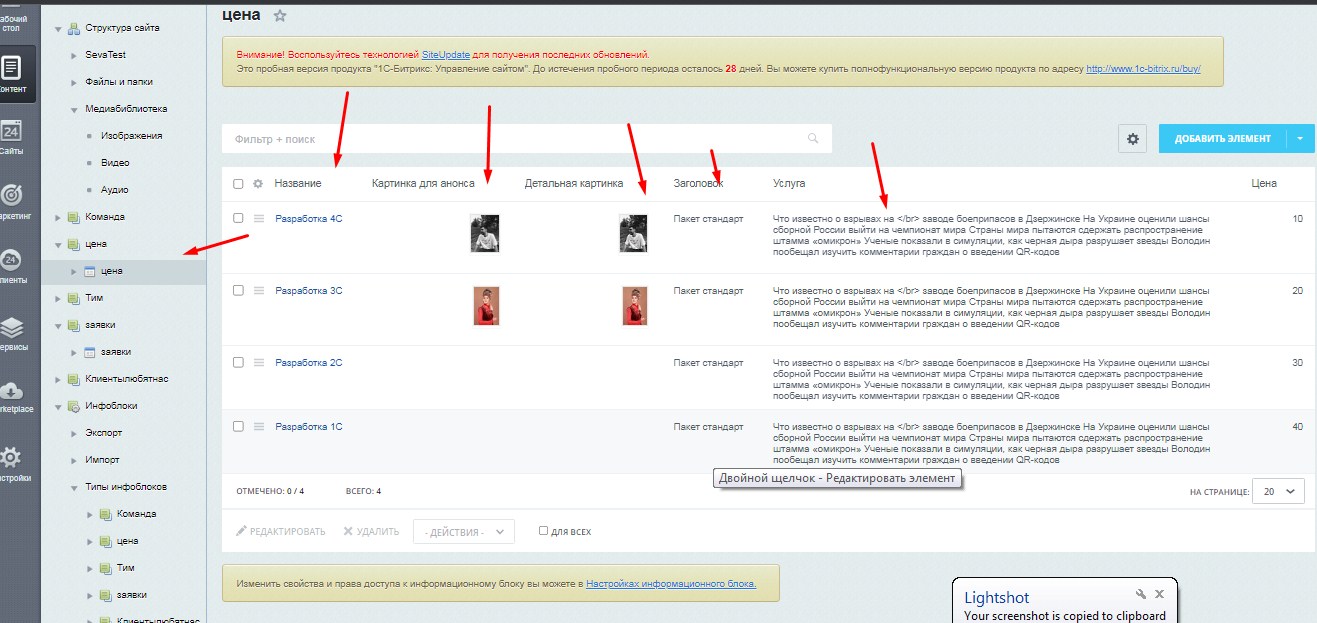 абочий
стол
онтент
Сайты
аркетинг
лиенты
ервисы
rketplace
стройки
24
24
Структура сайта
SevaTest
Файлы и папки
Медиабиблиотека
Изображения
Видео
Аудио
Команда
цена
цена
Тим
заявки
заявки
Клиентылюбятнас
Инфоблоки
Экспорт
Импорт
Типы инфоблоков
Команда
цена
Тим
заявки
Клиентылюбятнас
цена
Внимание! Воспользуйтесь технологией SiteUpdate для получения последних обновлений.
Это пробная версия продукта "1С-Битрикс: Управление сайтом". До истечения пробного периода осталось 28 дней. Вы можете купить полнофункциональную версию продукта по адресу http://www.1c-bitrix.ru/buy/
Фильтр + поиск
ДОБАВИТЬ ЭЛЕМЕНТ
Название Картинка для анонса Детальная картинка Заголовок Услуга Цена
Разработка 4С Пакет стандарт Что известно о взрывах на </br> заводе боеприпасов в Дзержинске На Украине оценили шансы 10
сборной России выйти на чемпионат мира Страны мира пытаются сдержать распространение
штамма «омикрон» Ученые показали в симуляции, как черная дыра разрушает звезды Володин
пообещал изучить комментарии граждан о введении QR-кодов
Разработка 3С Пакет стандарт Что известно о взрывах на </br> заводе боеприпасов в Дзержинске На Украине оценили шансы 20
сборной России выйти на чемпионат мира Страны мира пытаются сдержать распространение
штамма «омикрон» Ученые показали в симуляции, как черная дыра разрушает звезды Володин
пообещал изучить комментарии граждан о введении QR-кодов
Разработка 2С Пакет стандарт Что известно о взрывах на </br> заводе боеприпасов в Дзержинске На Украине оценили шансы 30
сборной России выйти на чемпионат мира Страны мира пытаются сдержать распространение
штамма «омикрон» Ученые показали в симуляции, как черная дыра разрушает звезды Володин
пообещал изучить комментарии граждан о введении QR-кодов
Разработка 1С Пакет стандарт Что известно о взрывах на </br> заводе боеприпасов в Дзержинске На Украине оценили шансы 40
сборной России выйти на чемпионат мира Страны мира пытаются сдержать распространение
штамма «омикрон» Ученые показали в симуляции, как черная дыра разрушает звезды Володин
пообещал изучить комментарии граждан о введении QR-кодов
Двойной щелчок - Редактировать элемент
ОТМЕЧЕНО: 0 / 4 ВСЕГО: 4 НА СТРАНИЦЕ: 20
РЕДАКТИРОВАТЬ УДАЛИТЬ - ДЕЙСТВИЯ - ДЛЯ ВСЕХ
Изменить свойства и права доступа к информационному блоку вы можете в Настройках информационного блока.
Lightshot
Your screenshot is copied to clipboard